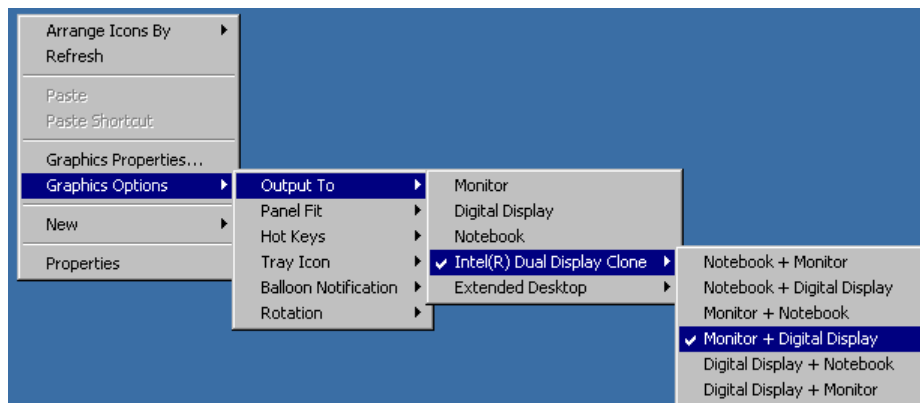 Arrange Icons By
Refresh
Paste
Paste Shortcut
Graphics Properties...
Graphics Options
New
Properties
Output To
Panel Fit
Hot Keys
Tray Icon
Balloon Notification
Rotation
Monitor
Digital Display
Notebook
Intel(R) Dual Display Clone
Extended Desktop
Notebook + Monitor
Notebook + Digital Display
Monitor + Notebook
Monitor + Digital Display
Digital Display + Notebook
Digital Display + Monitor